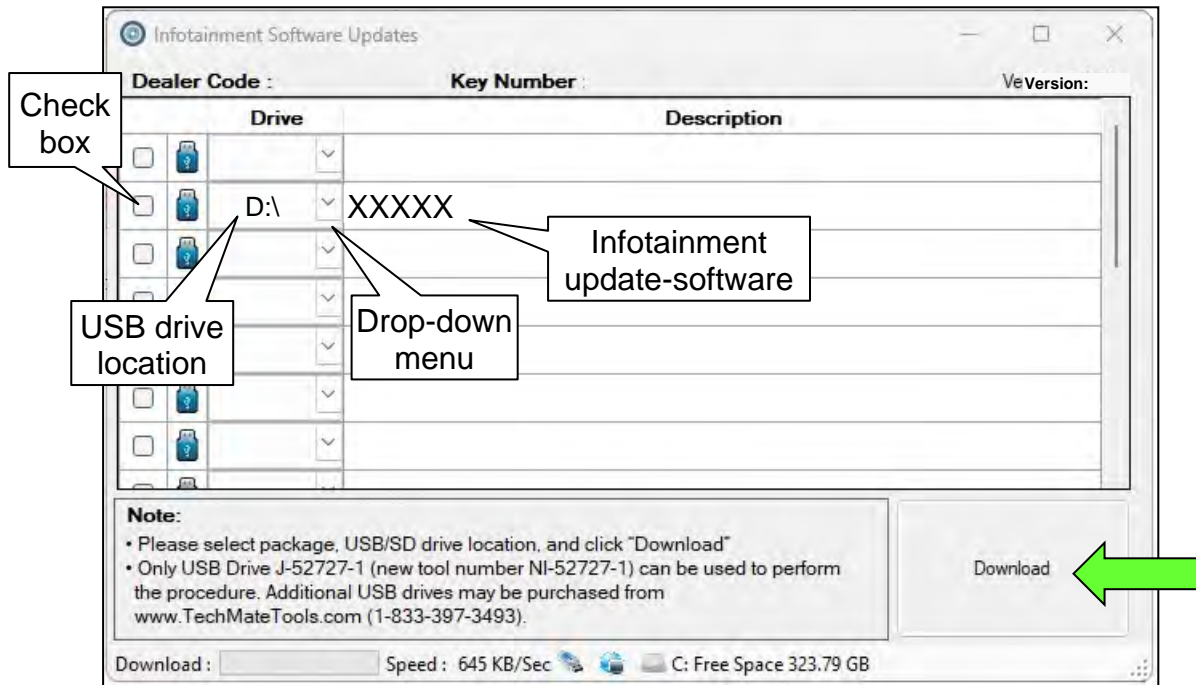 Infotainment Software Updates
Dealer Code :
Key Number :
Ve Version:
Check
box
Drive
Description
D:\
XXXXX
Infotainment
update-software
USB drive
location
Drop-down
menu
Note:
• Please select package, USB/SD drive location, and click "Download"
• Only USB Drive J-52727-1 (new tool number NI-52727-1) can be used to perform
the procedure. Additional USB drives may be purchased from
www.TechMateTools.com (1-833-397-3493).
Download
Download :
Speed : 645 KB/Sec
C: Free Space 323.79 GB